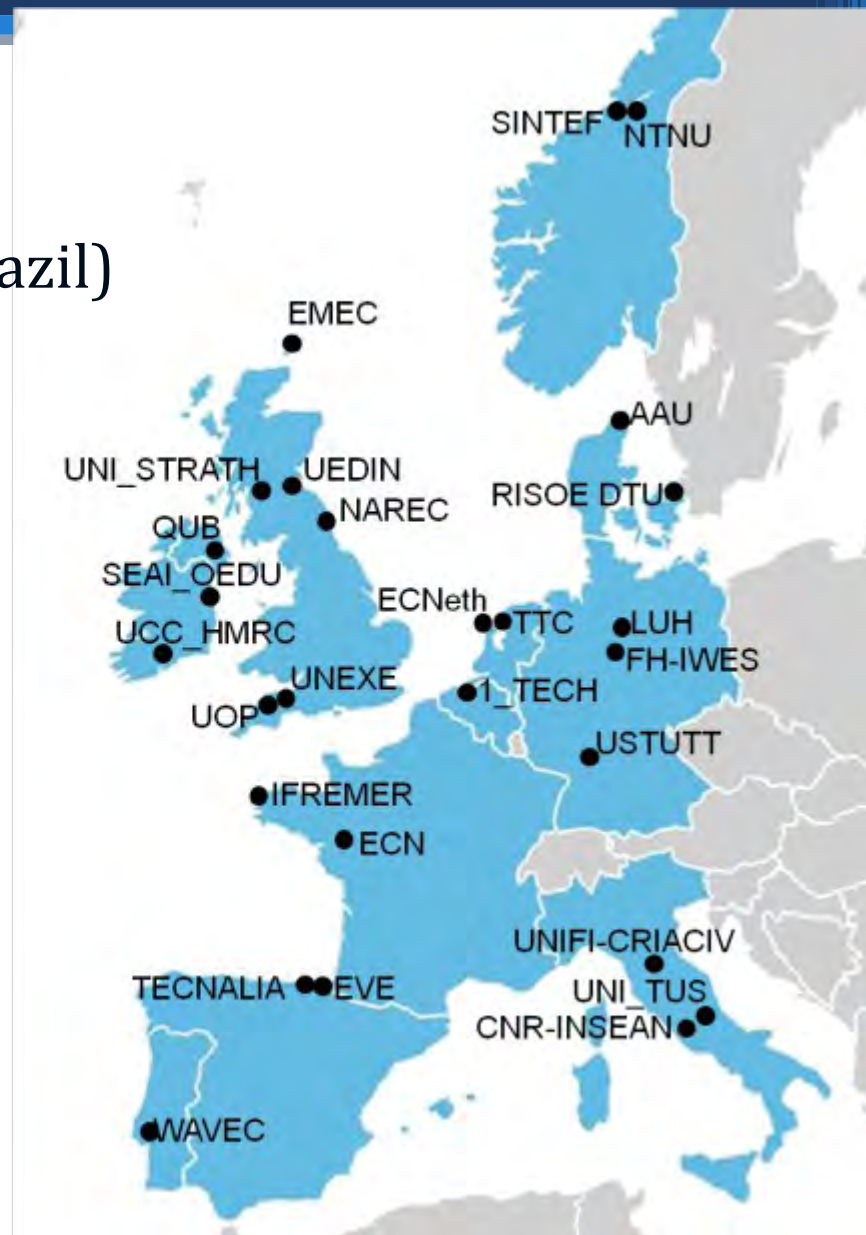 SINTEF
NTNU
azil)
EMEC
AAU
UNI_STRATH
UEDIN
RISOE DTU
NAREC
QUB
SEAI_OEDU
ECNeth
TTC
LUH
UCC_HMRC
FH-IWES
UNEXE
1_TECH
UOP
USTUTT
IFREMER
ECN
UNIFI-CRIACIV
TECNALIA
EVE
UNI_TUS
CNR-INSEAN
WAVEC